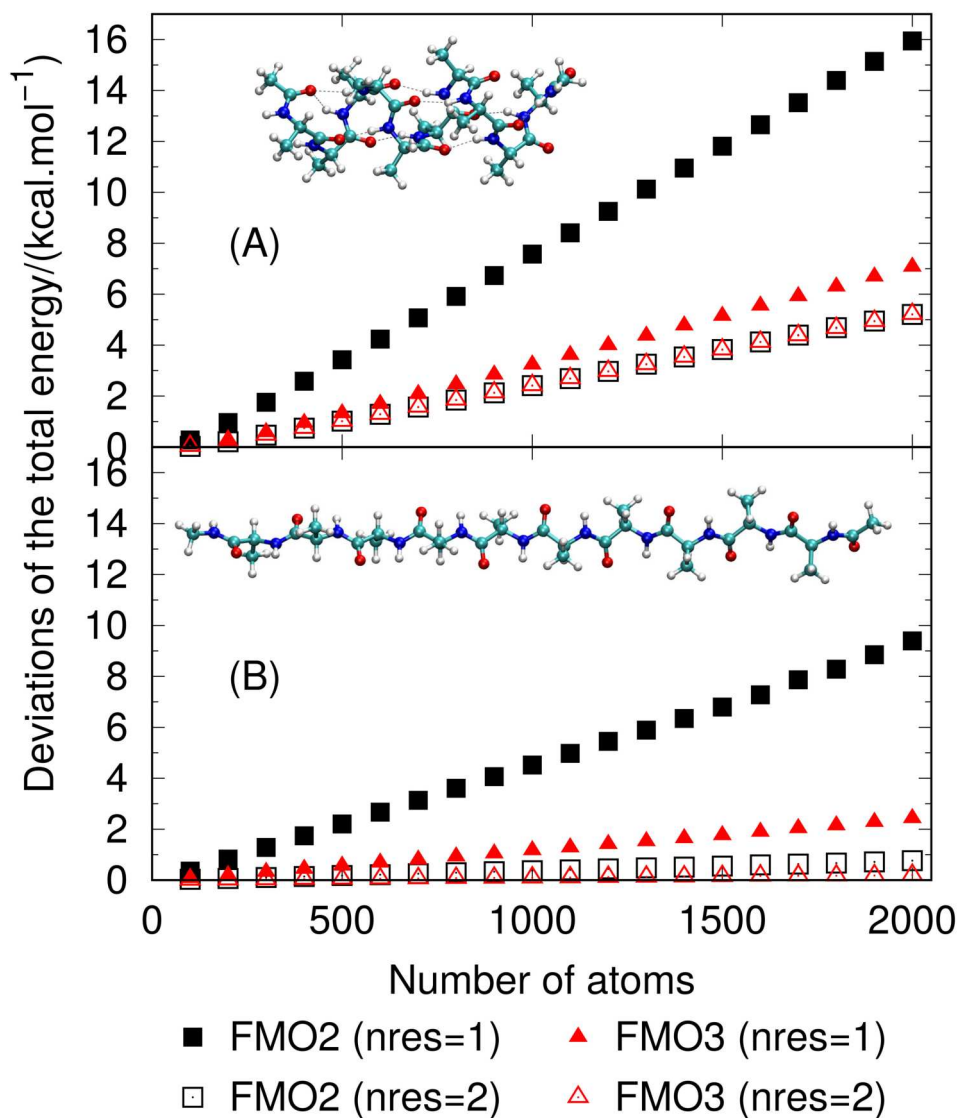 Deviations of the total energy/(kcal.mol⁻¹)
16
14
12
10
8
6
4
2
0
(A)
16
14
12
10
8
6
4
2
0
(B)
0 500 1000 1500 2000
Number of atoms
FMO2 (nres=1) FMO3 (nres=1)
FMO2 (nres=2) FMO3 (nres=2)